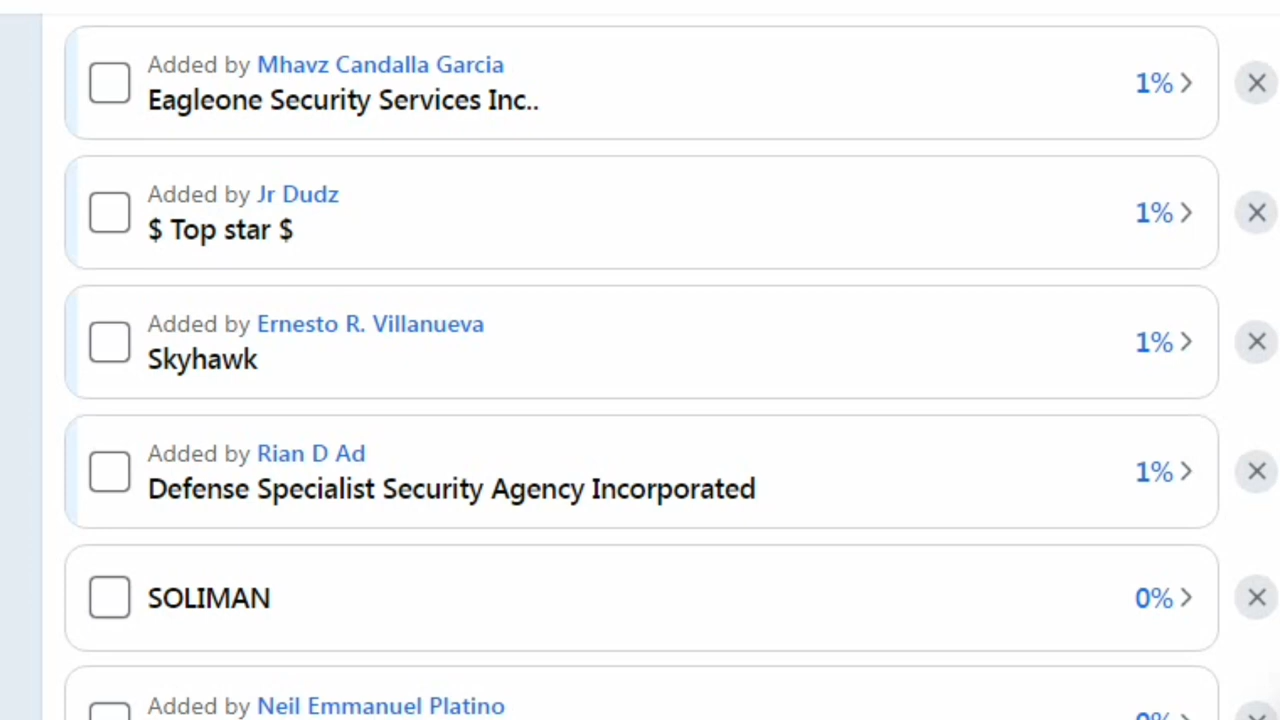 Added by Mhavz Candalla Garcia
Eagleone Security Services Inc..
1%
Added by Jr Dudz
$ Top star $
1%
Added by Ernesto R. Villanueva
Skyhawk
1%
Added by Rian D Ad
Defense Specialist Security Agency Incorporated
1%
SOLIMAN
0%
Added by Neil Emmanuel Platino
0%